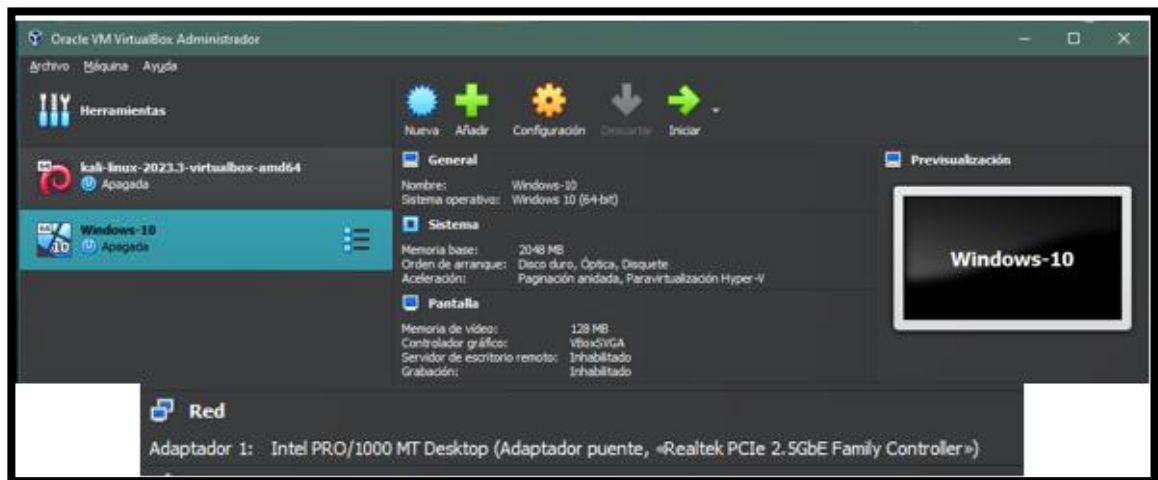 Oracle VM VirtualBox Administrador
Archivo Máquina Ayuda
Herramientas
Nueva Añadir Configuración Descartar Iniciar
kali-linux-2023.3-virtualbox-amd64
Apagada
Windows-10
Apagada
General
Nombre: Windows-10
Sistema operativo: Windows 10 (64-bit)
Sistema
Memoria base: 2048 MB
Orden de arranque: Disco duro, Óptica, Disquete
Aceleración: Paginación anidada, Paravirtualización Hyper-V
Pantalla
Memoria de vídeo: 128 MB
Controlador gráfico: VBoxSVGA
Servidor de escritorio remoto: Inhabilitado
Grabación: Inhabilitado
Previsualización
Windows-10
Red
Adaptador 1: Intel PRO/1000 MT Desktop (Adaptador puente, «Realtek PCIe 2.5GbE Family Controller»)